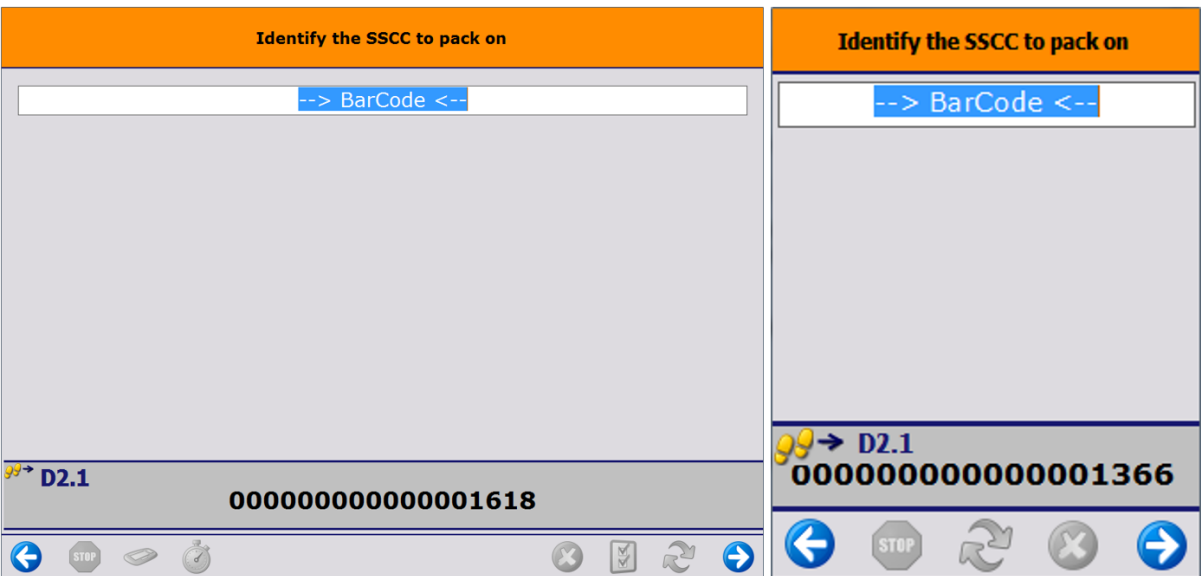 Identify the SSCC to pack on
--> BarCode <--
D2.1
000000000000001618
STOP
Identify the SSCC to pack on
--> BarCode <--
D2.1
000000000000001366
STOP